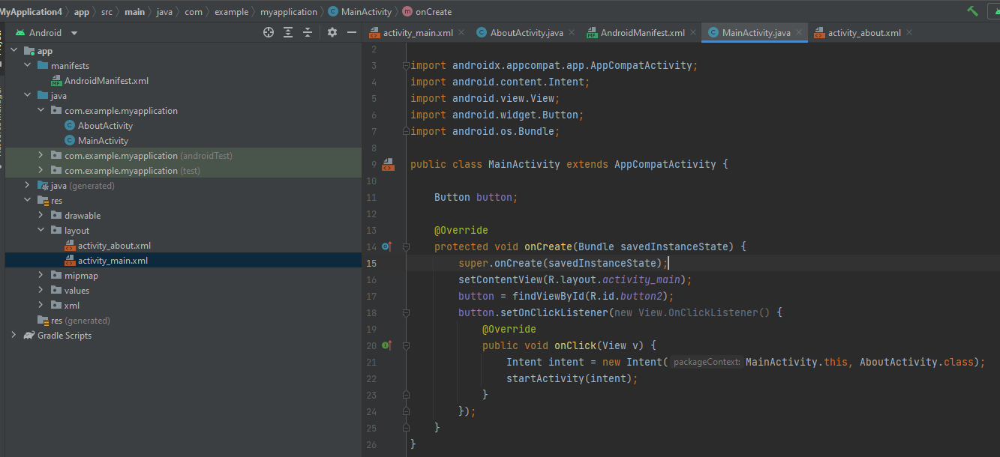 MyApplication4 app src main java com example myapplication MainActivity onCreate
Android
activity_main.xml AboutActivity.java AndroidManifest.xml MainActivity.java activity_about.xml
app
manifests
AndroidManifest.xml
java
com.example.myapplication
AboutActivity
MainActivity
com.example.myapplication (androidTest)
com.example.myapplication (test)
java (generated)
res
drawable
layout
activity_about.xml
activity_main.xml
mipmap
values
xml
res (generated)
Gradle Scripts
2
3 import androidx.appcompat.app.AppCompatActivity;
4 import android.content.Intent;
5 import android.view.View;
6 import android.widget.Button;
7 import android.os.Bundle;
8
9 public class MainActivity extends AppCompatActivity {
10
11 Button button;
12
13 @Override
14 protected void onCreate(Bundle savedInstanceState) {
15 super.onCreate(savedInstanceState);
16 setContentView(R.layout.activity_main);
17 button = findViewById(R.id.button2);
18 button.setOnClickListener(new View.OnClickListener() {
19 @Override
20 public void onClick(View v) {
21 Intent intent = new Intent( packageContext: MainActivity.this, AboutActivity.class);
22 startActivity(intent);
23 }
24 });
25 }
26 }